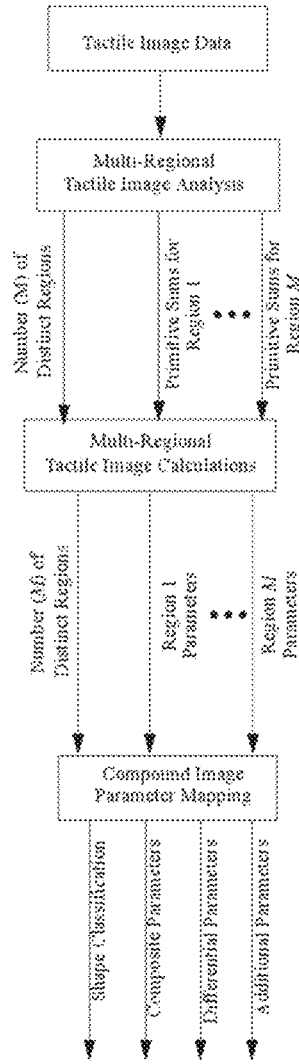 Tactile Image Data
Multi-Regional
Tactile Image Analysis
Number (M) of
Distinct Regions
Primitive Sums for
Region 1
•••
Primitive Sums for
Region M
Multi-Regional
Tactile Image Calculations
Number (M) of
Distinct Regions
Region 1
Parameters
•••
Region M
Parameters
Compound Image
Parameter Mapping
Shape Classification
Composite Parameters
Differential Parameters
Additional Parameters